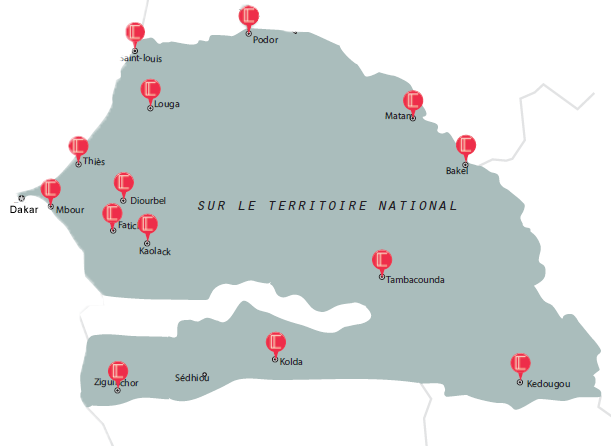 Podor
Saint-louis
Louga
Matam
Thiès
Bakel
Diourbel
Dakar
Mbour
SUR LE TERRITOIRE NATIONAL
Fatick
Kaolack
Tambacounda
Kolda
Sédhiou
Ziguinchor
Kedougou